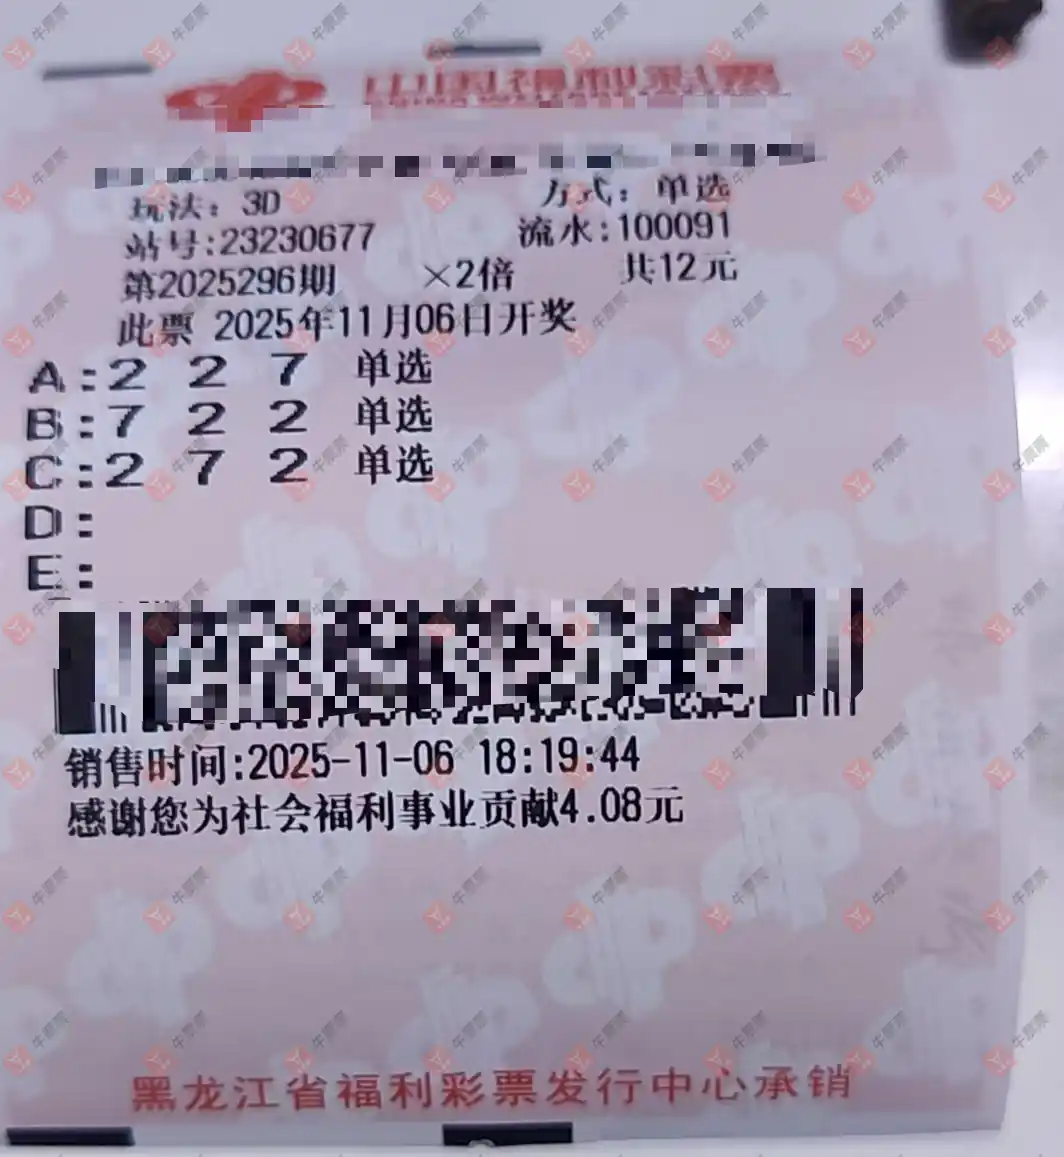 玩法：3D 方式：单选
站号:23230677 流水:100091
第2025296期 ×2倍 共12元
此票 2025年11月06日开奖
A:2 2 7 单选
B:7 2 2 单选
C:2 7 2 单选
D:
E:
销售时间:2025-11-06 18:19:44
感谢您为社会福利事业贡献4.08元
黑龙江省福利彩票发行中心承销
牛票票